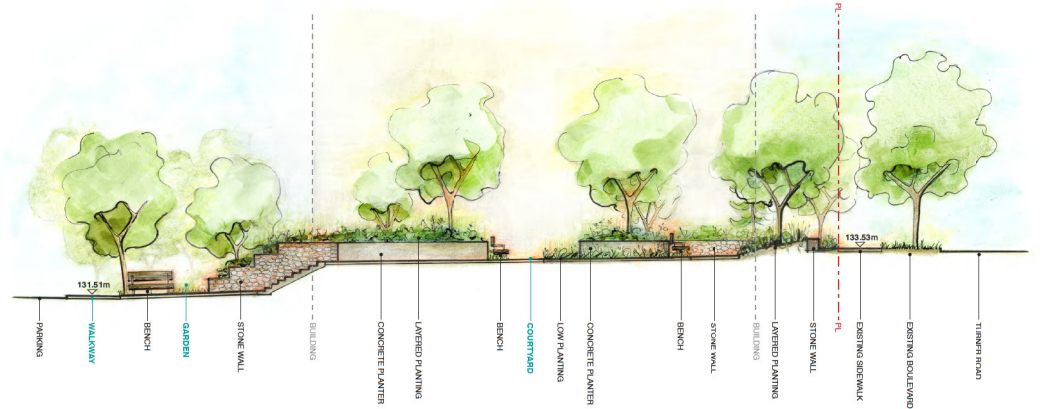 PL
131.51m
133.53m
PARKING
WALKWAY
BENCH
GARDEN
STONE WALL
BUILDING
CONCRETE PLANTER
LAYERED PLANTING
BENCH
COURTYARD
LOW PLANTING
CONCRETE PLANTER
BENCH
STONE WALL
BUILDING
LAYERED PLANTING
STONE WALL
PL
EXISTING SIDEWALK
EXISTING BOULEVARD
TURNER ROAD